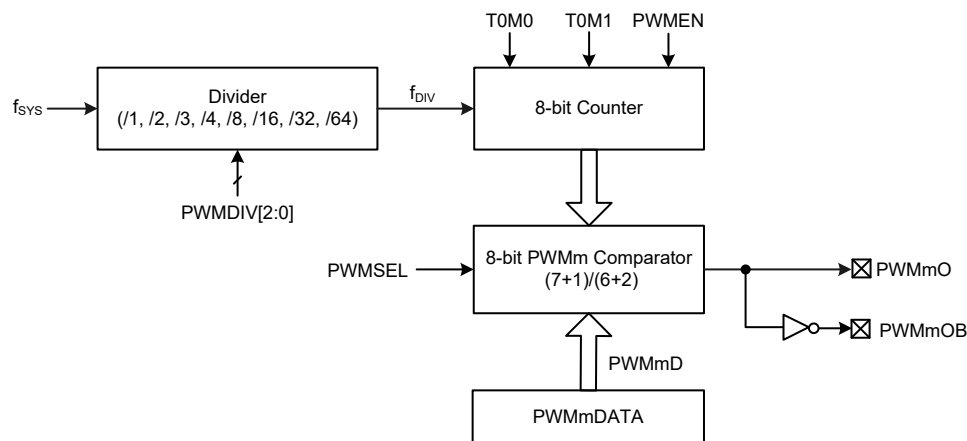 T0M0
T0M1
PWMEN
fSYS
Divider
(/1, /2, /3, /4, /8, /16, /32, /64)
fDIV
8-bit Counter
PWMDIV[2:0]
PWMSEL
8-bit PWMm Comparator
(7+1)/(6+2)
PWMmO
PWMmOB
PWMmD
PWMmDATA